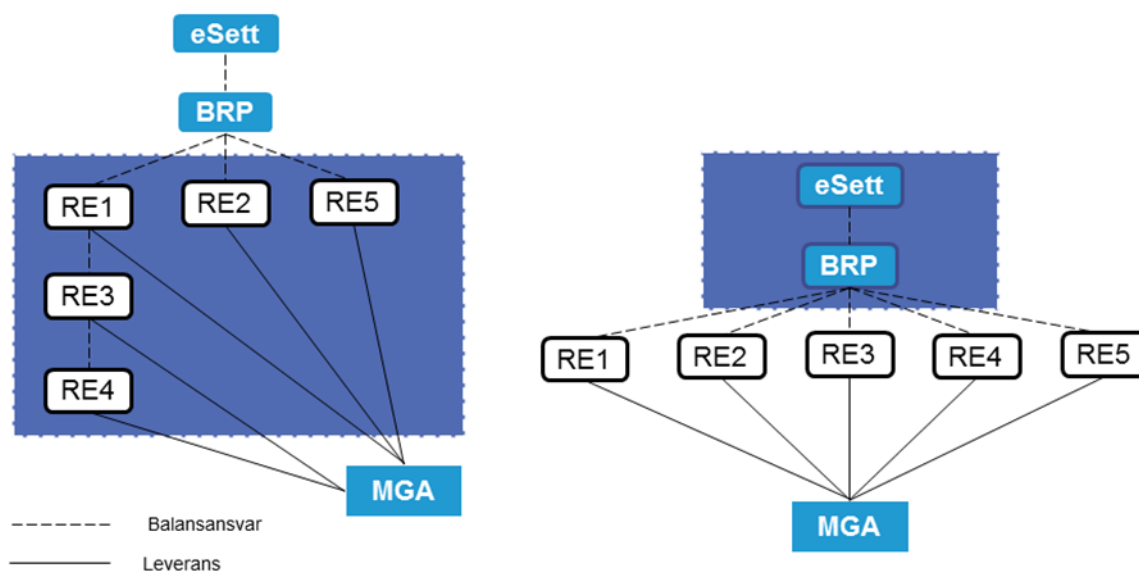 eSett
BRP
RE1
RE2
RE5
RE3
RE4
MGA
Balansansvar
Leverans
eSett
BRP
RE1
RE2
RE3
RE4
RE5
MGA